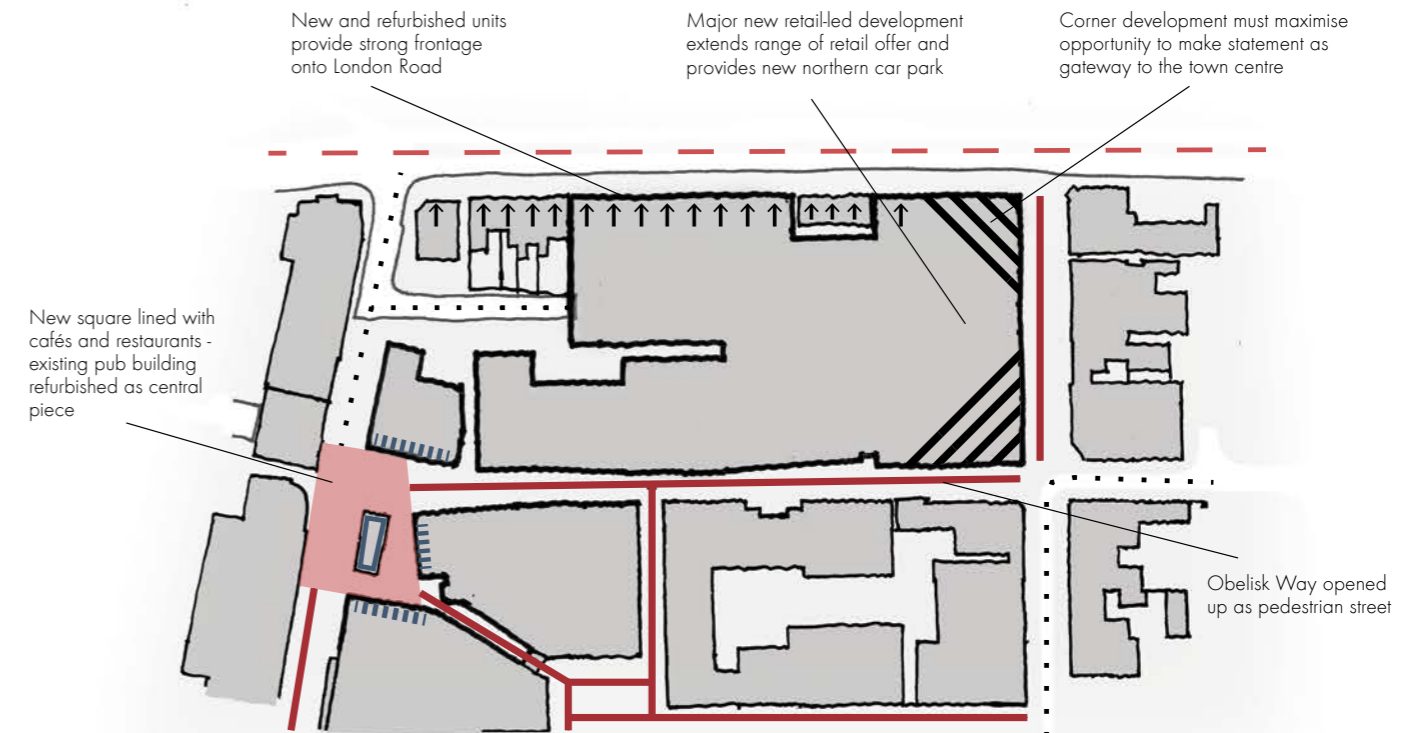 New and refurbished units
provide strong frontage
onto London Road
Major new retail-led development
extends range of retail offer and
provides new northern car park
Corner development must maximise
opportunity to make statement as
gateway to the town centre
New square lined with
cafés and restaurants -
existing pub building
refurbished as central
piece
Obelisk Way opened
up as pedestrian street